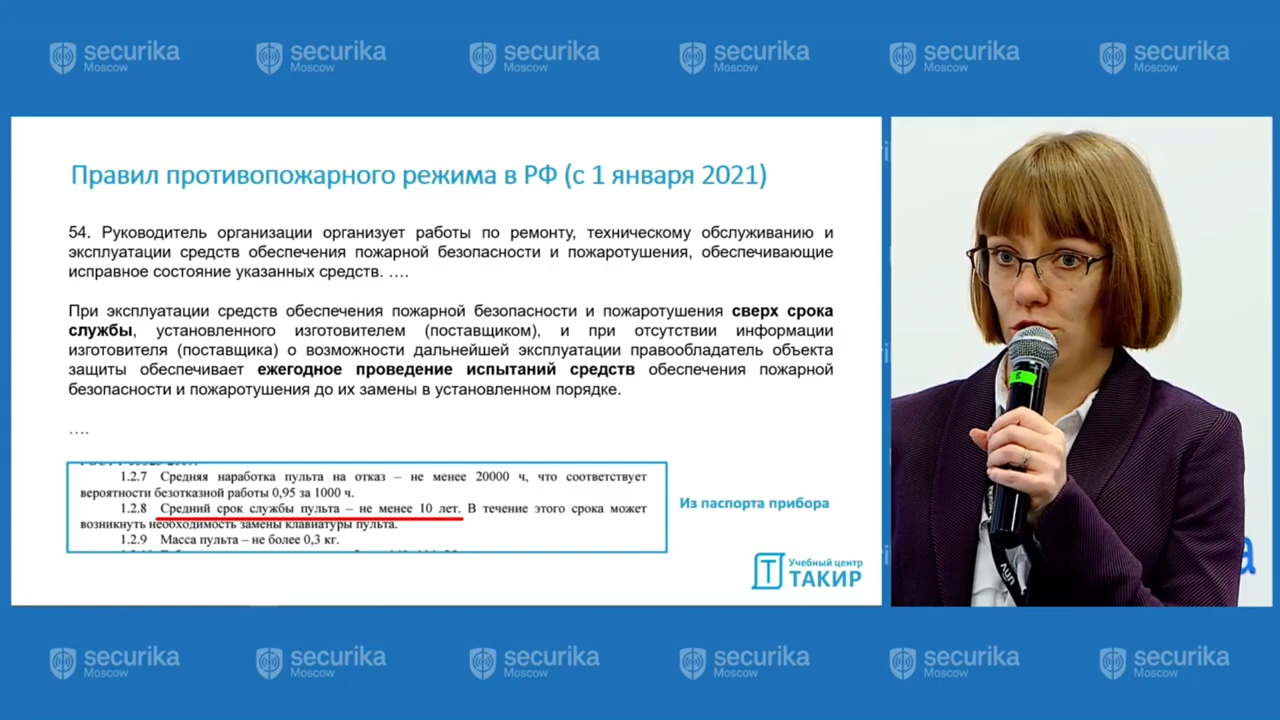 securika securika securika securika securika securika
Moscow Moscow Moscow Moscow Moscow Moscow
Правил противопожарного режима в РФ (с 1 января 2021)
54. Руководитель организации организует работы по ремонту, техническому обслуживанию и
эксплуатации средств обеспечения пожарной безопасности и пожаротушения, обеспечивающие
исправное состояние указанных средств. ….
При эксплуатации средств обеспечения пожарной безопасности и пожаротушения сверх срока
службы, установленного изготовителем (поставщиком), и при отсутствии информации
изготовителя (поставщика) о возможности дальнейшей эксплуатации правообладатель объекта
защиты обеспечивает ежегоднее проведение испытаний средств обеспечения пожарной
безопасности и пожаротушения до их замены в установленном порядке.
….
1.2.7 Средняя наработка пульта на отказ – не менее 20000 ч, что соответствует
вероятности безотказной работы 0,95 за 1000 ч.
1.2.8 Средний срок службы пульта – не менее 10 лет. В течение этого срока может
возникнуть необходимость замены клавиатуры пульта.
1.2.9 Масса пульта – не более 0,3 кг.
Из паспорта прибора
Учебный центр
ТАКИР
securika securika securika securika securika securika
Moscow Moscow Moscow Moscow Moscow Moscow